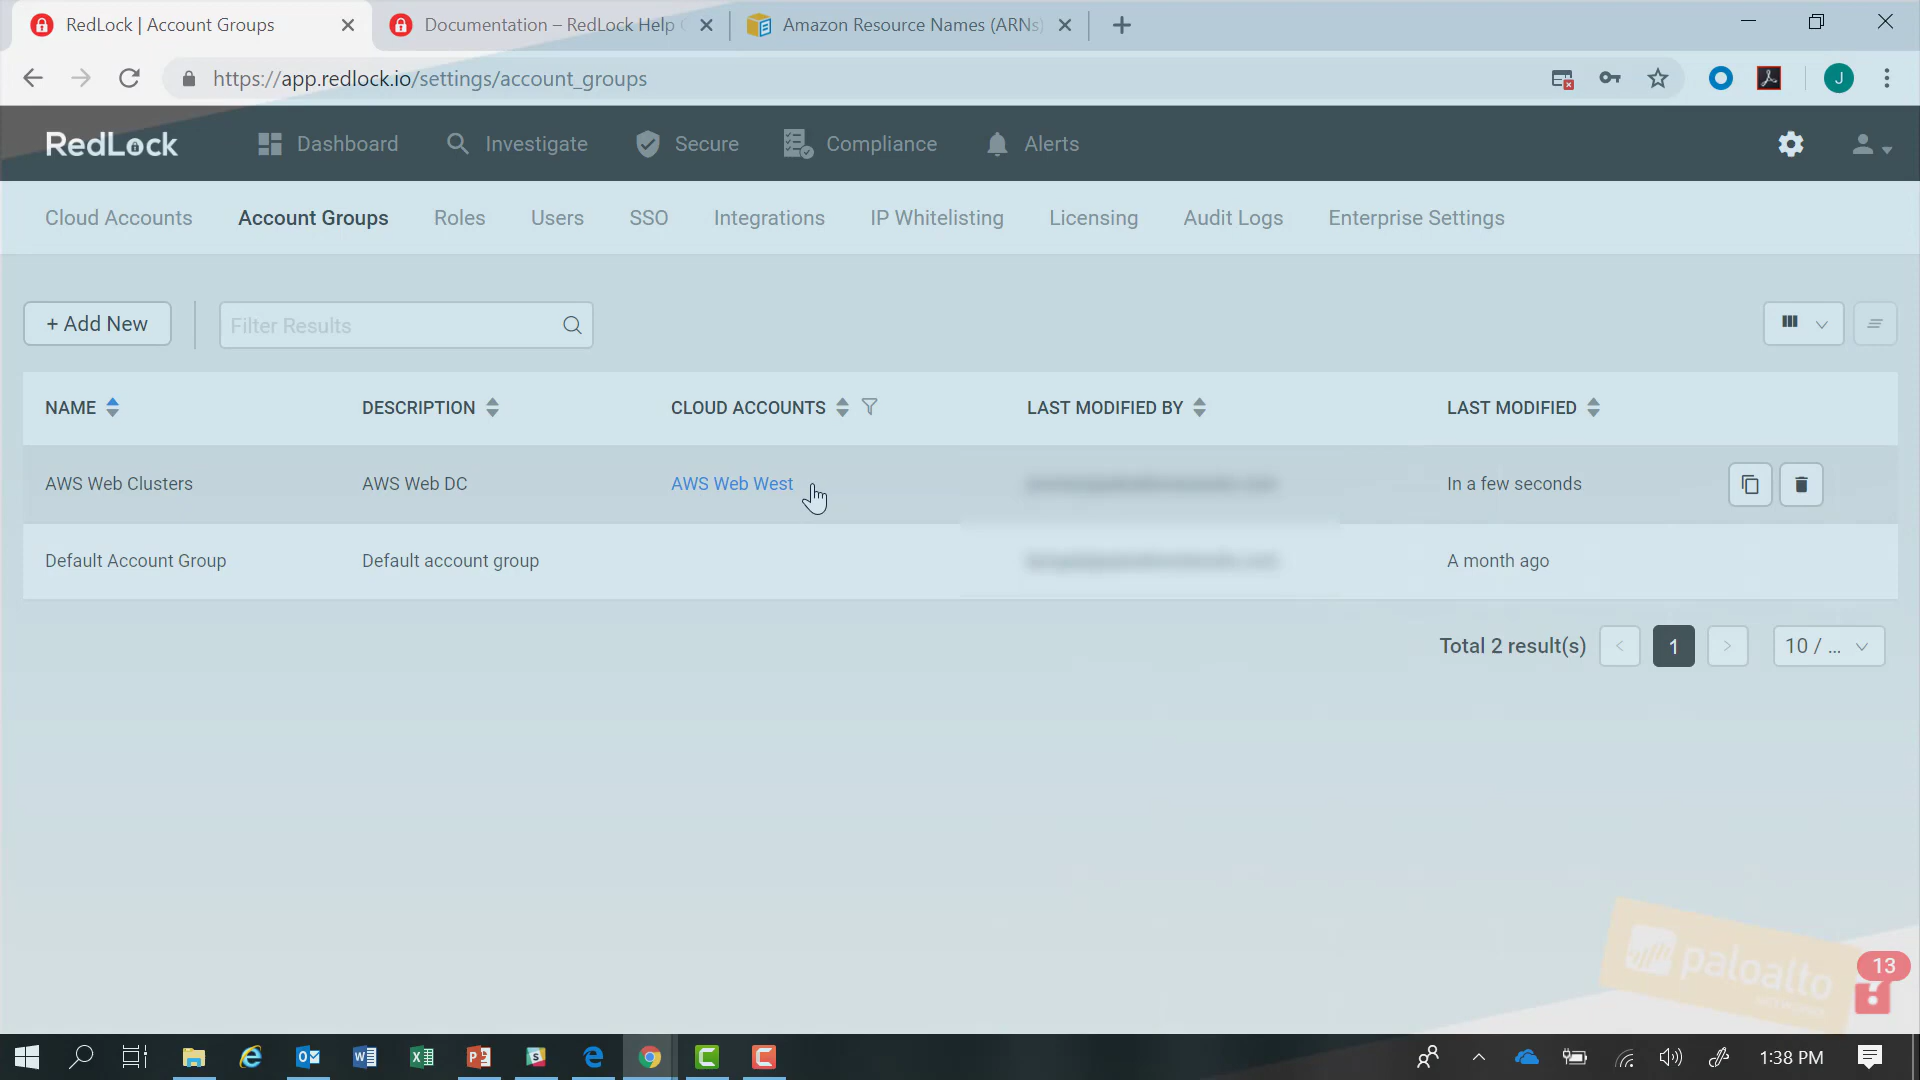 RedLock | Account Groups
Documentation – RedLock Help
Amazon Resource Names (ARNs)
https://app.redlock.io/settings/account_groups
J
RedLock
Dashboard
Investigate
Secure
Compliance
Alerts
Cloud Accounts
Account Groups
Roles
Users
SSO
Integrations
IP Whitelisting
Licensing
Audit Logs
Enterprise Settings
+ Add New
Filter Results
NAME
DESCRIPTION
CLOUD ACCOUNTS
LAST MODIFIED BY
LAST MODIFIED
AWS Web Clusters
AWS Web DC
AWS Web West
In a few seconds
Default Account Group
Default account group
A month ago
Total 2 result(s)
1
10 / ...
paloalto
13
1:38 PM